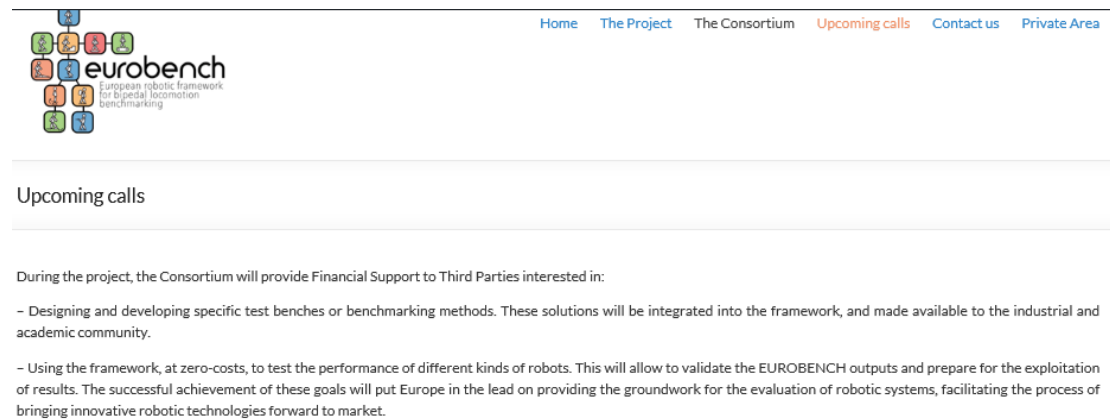 Home The Project The Consortium Upcoming calls Contact us Private Area
eurobench
European robotic framework
for bipedal locomotion
benchmarking
Upcoming calls
During the project, the Consortium will provide Financial Support to Third Parties interested in:
– Designing and developing specific test benches or benchmarking methods. These solutions will be integrated into the framework, and made available to the industrial and
academic community.
– Using the framework, at zero-costs, to test the performance of different kinds of robots. This will allow to validate the EUROBENCH outputs and prepare for the exploitation
of results. The successful achievement of these goals will put Europe in the lead on providing the groundwork for the evaluation of robotic systems, facilitating the process of
bringing innovative robotic technologies forward to market.